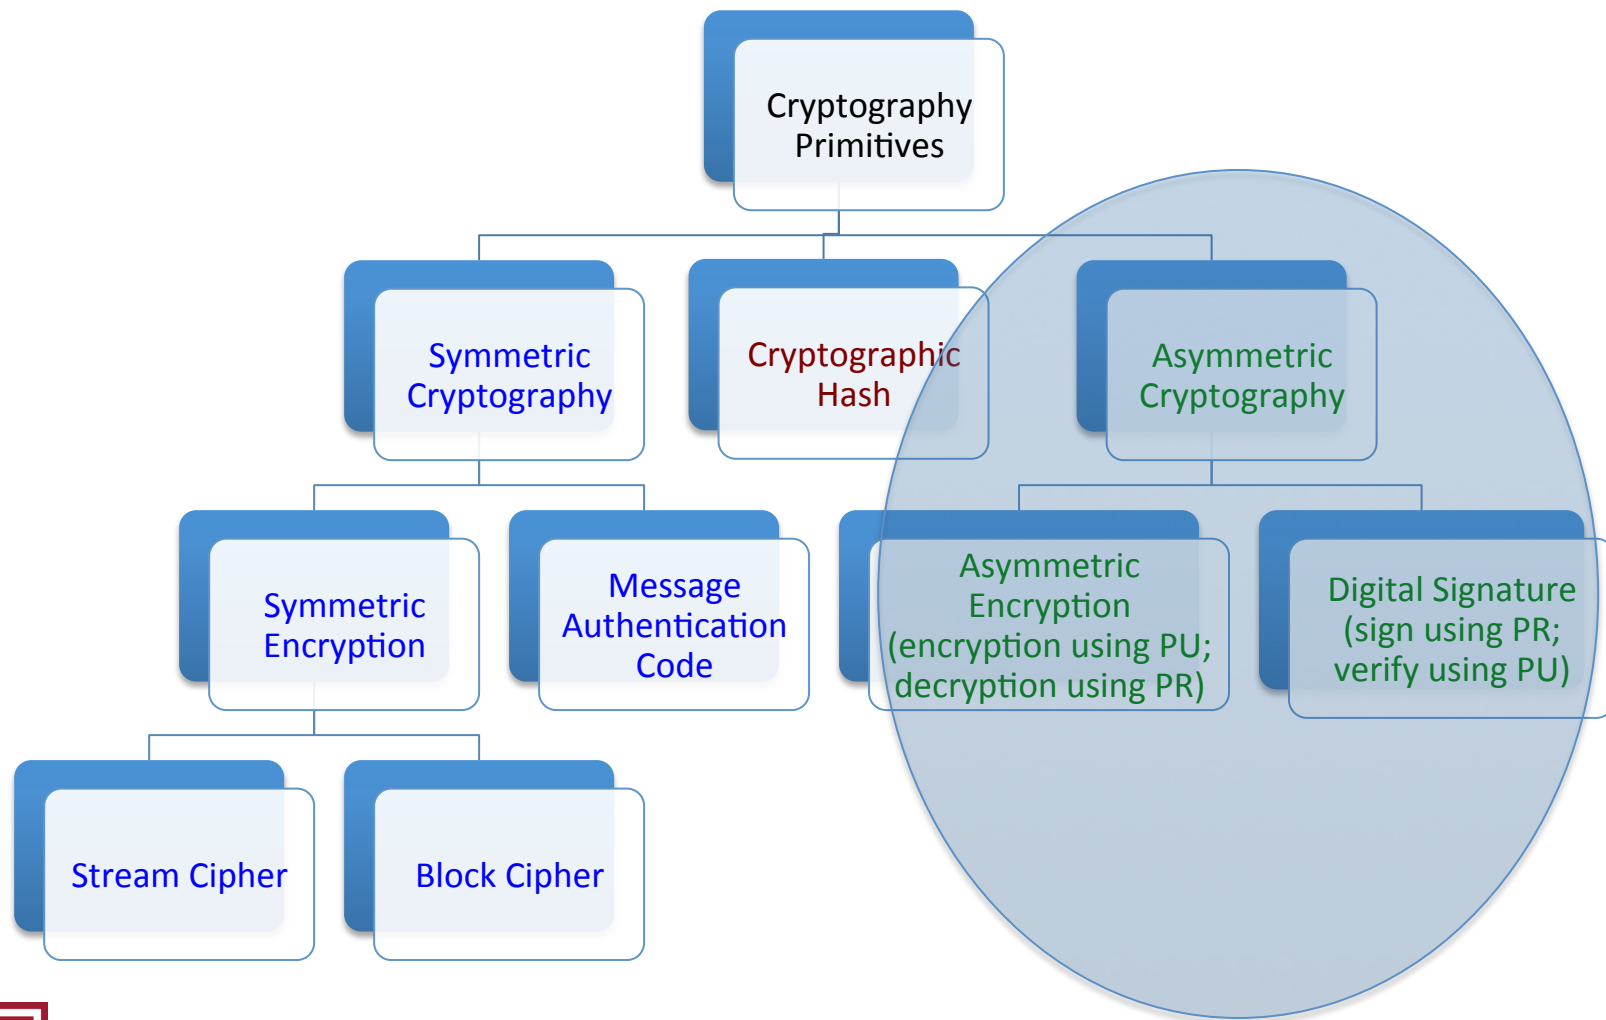 Cryptography
Primitives
Symmetric
Cryptography
Cryptographic
Hash
Asymmetric
Cryptography
Symmetric
Encryption
Message
Authentication
Code
Asymmetric
Encryption
(encryption using PU;
decryption using PR)
Digital Signature
(sign using PR;
verify using PU)
Stream Cipher
Block Cipher